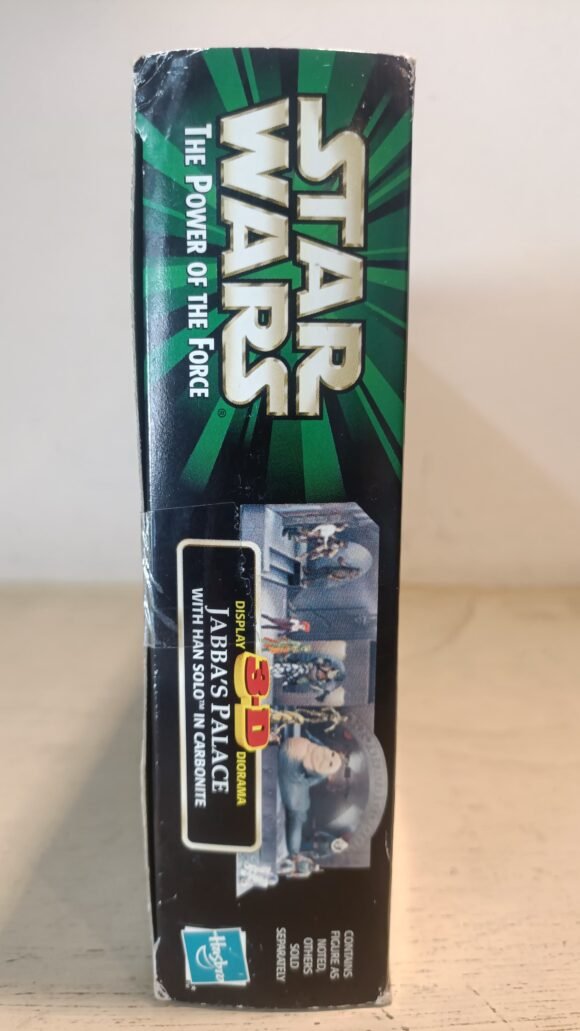 STAR
WARS
THE POWER OF THE FORCE®
DISPLAY 3-D DIORAMA
JABBA'S PALACE
WITH HAN SOLO™ IN CARBONITE
CONTAINS
FIGURE AS
NOTED,
OTHERS
SOLD
SEPARATELY
Hasbro